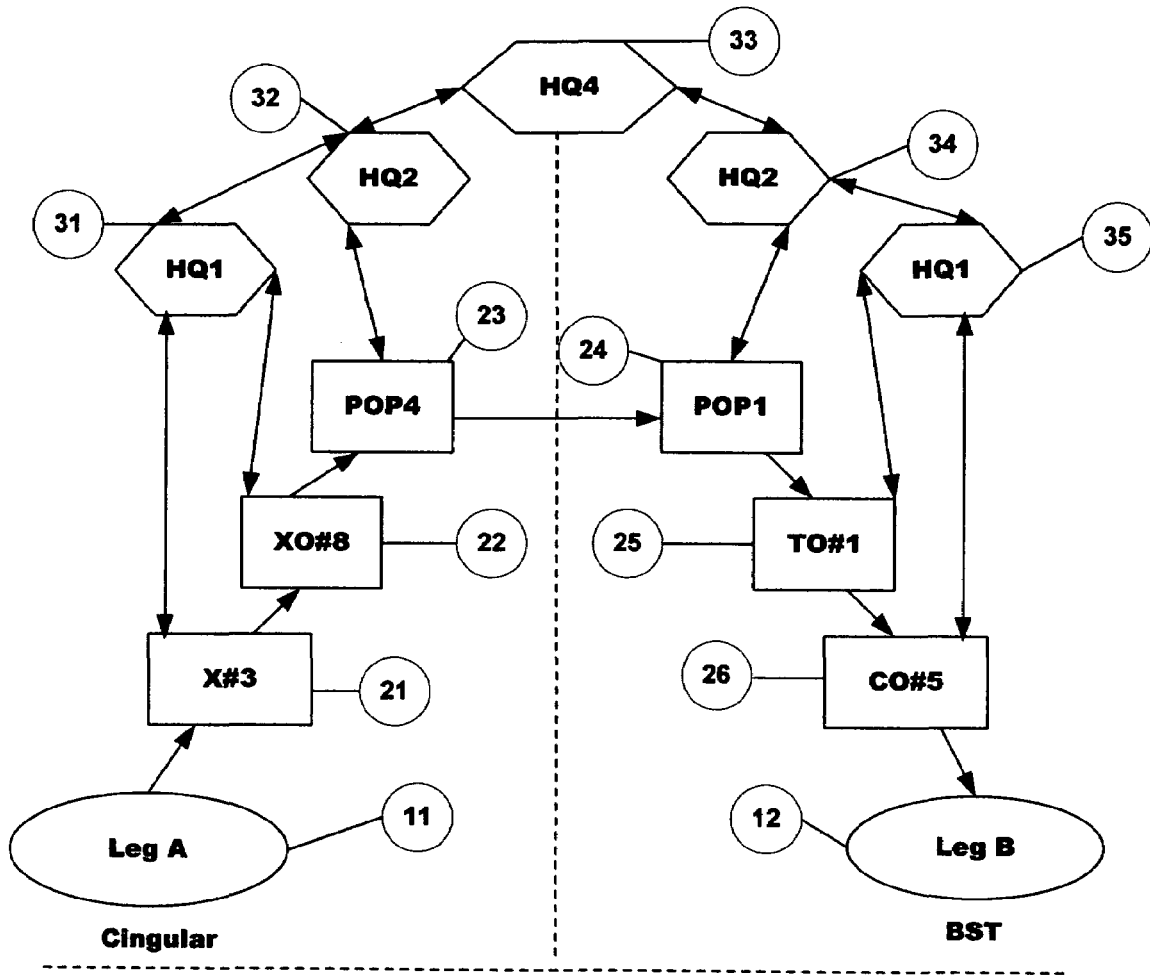 33
HQ4
32
34
HQ2
HQ2
31
35
HQ1
HQ1
23
24
POP4
POP1
XO#8
22
25
TO#1
X#3
21
26
CO#5
11
12
Leg A
Leg B
Cingular
BST